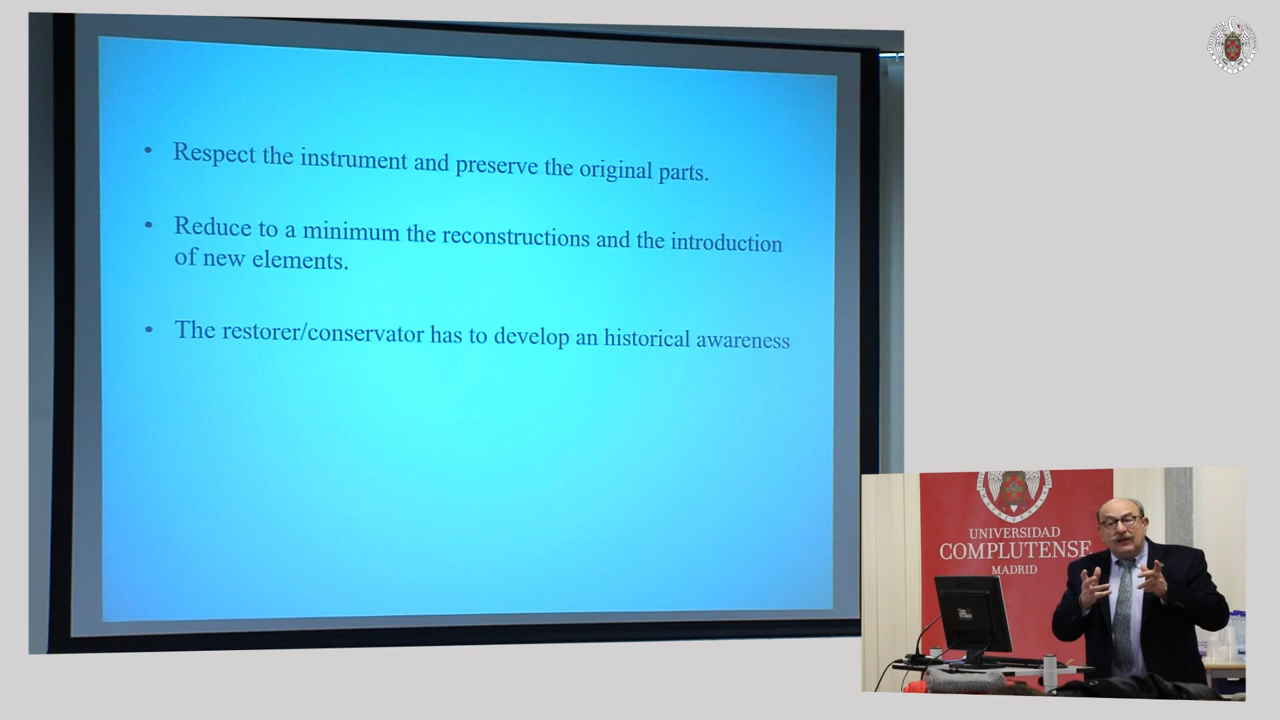 • Respect the instrument and preserve the original parts.
• Reduce to a minimum the reconstructions and the introduction
of new elements.
• The restorer/conservator has to develop an historical awareness
UNIVERSIDAD
COMPLUTENSE
MADRID